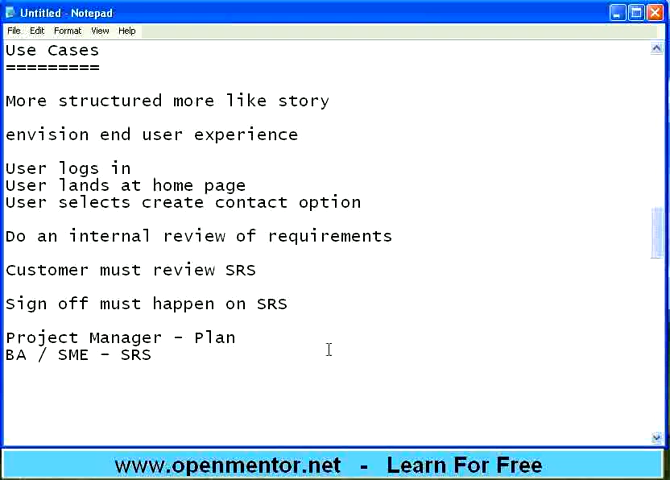 Untitled - Notepad
File Edit Format View Help
Use Cases
=========
More structured more like story
envision end user experience
User logs in
User lands at home page
User selects create contact option
Do an internal review of requirements
Customer must review SRS
Sign off must happen on SRS
Project Manager - Plan
BA / SME - SRS
www.openmentor.net - Learn For Free